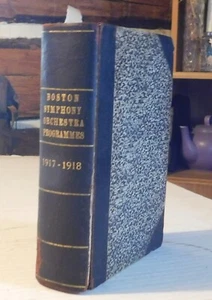 BOSTON
SYMPHONY
ORCHESTRA
PROGRAMMES
1917-1918